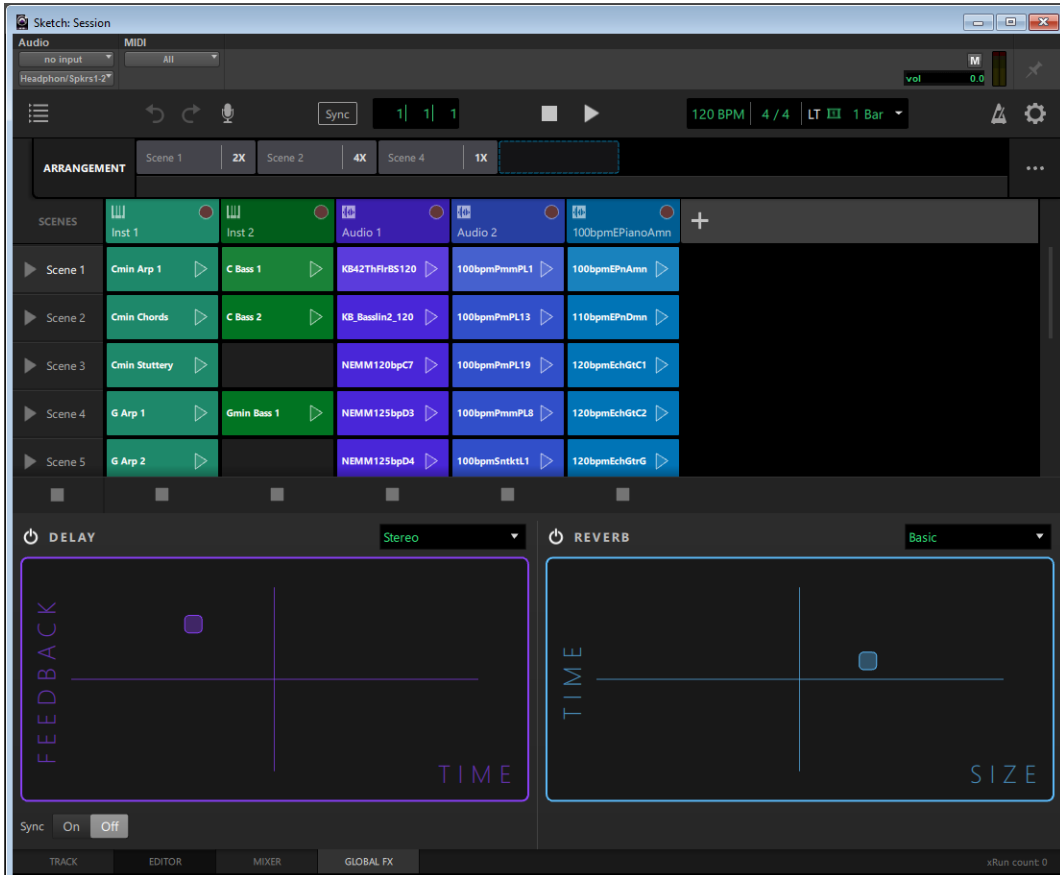 Sketch: Session
Audio MIDI
no input All
Headphon/Spkrs1-2
M
vol 0.0
Sync 1| 1| 1 120 BPM 4 / 4 LT 1 Bar
ARRANGEMENT Scene 1 2X Scene 2 4X Scene 4 1X
SCENES Inst 1 Inst 2 Audio 1 Audio 2 100bpmEPianoAmn +
Scene 1 Cmin Arp 1 C Bass 1 KB42ThFlrBS120 100bpmPmmPL1 100bpmEPnAmn
Scene 2 Cmin Chords C Bass 2 KB_Basslin2_120 100bpmPmPL13 110bpmEPnDmn
Scene 3 Cmin Stuttery NEMM120bpC7 100bpmPmPL19 120bpmEchGtC1
Scene 4 G Arp 1 Gmin Bass 1 NEMM125bpD3 100bpmPmmPL8 120bpmEchGtC2
Scene 5 G Arp 2 NEMM125bpD4 100bpmSntktL1 120bpmEchGtrG
DELAY Stereo REVERB Basic
FEEDBACK
TIME
TIME
SIZE
Sync On Off
TRACK EDITOR MIXER GLOBAL FX xRun count: 0